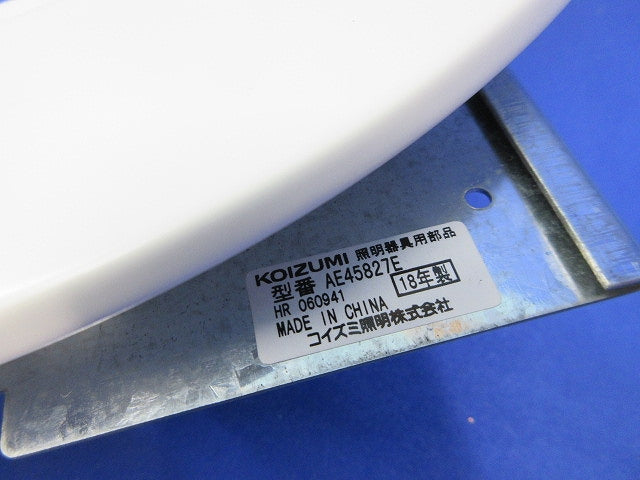 KOIZUMI 照明器具用部品
型番 AE45827E
HR 060941 18年製
MADE IN CHINA
コイズミ照明株式会社